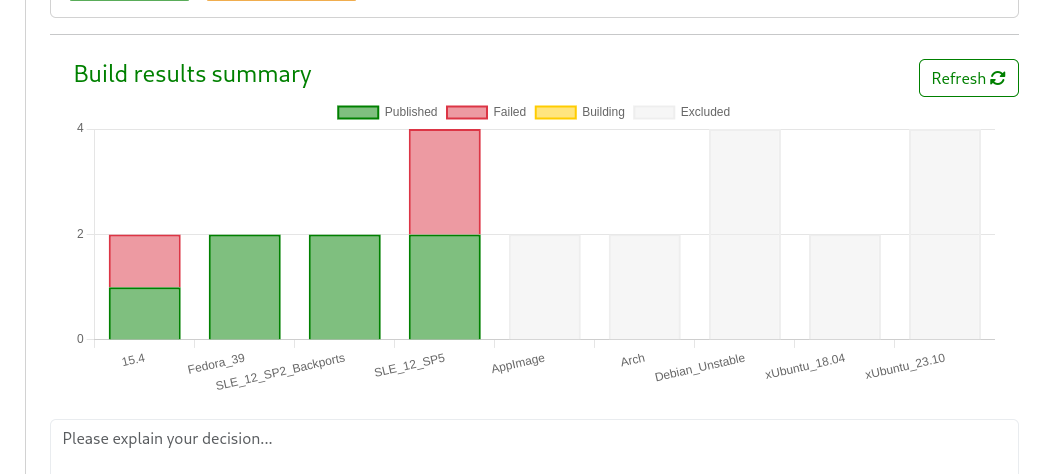 Build results summary
Refresh
Published Failed Building Excluded
4
2
0
15.4 Fedora_39 SLE_12_SP2_Backports SLE_12_SP5 AppImage Arch Debian_Unstable xUbuntu_18.04 xUbuntu_23.10
Please explain your decision...